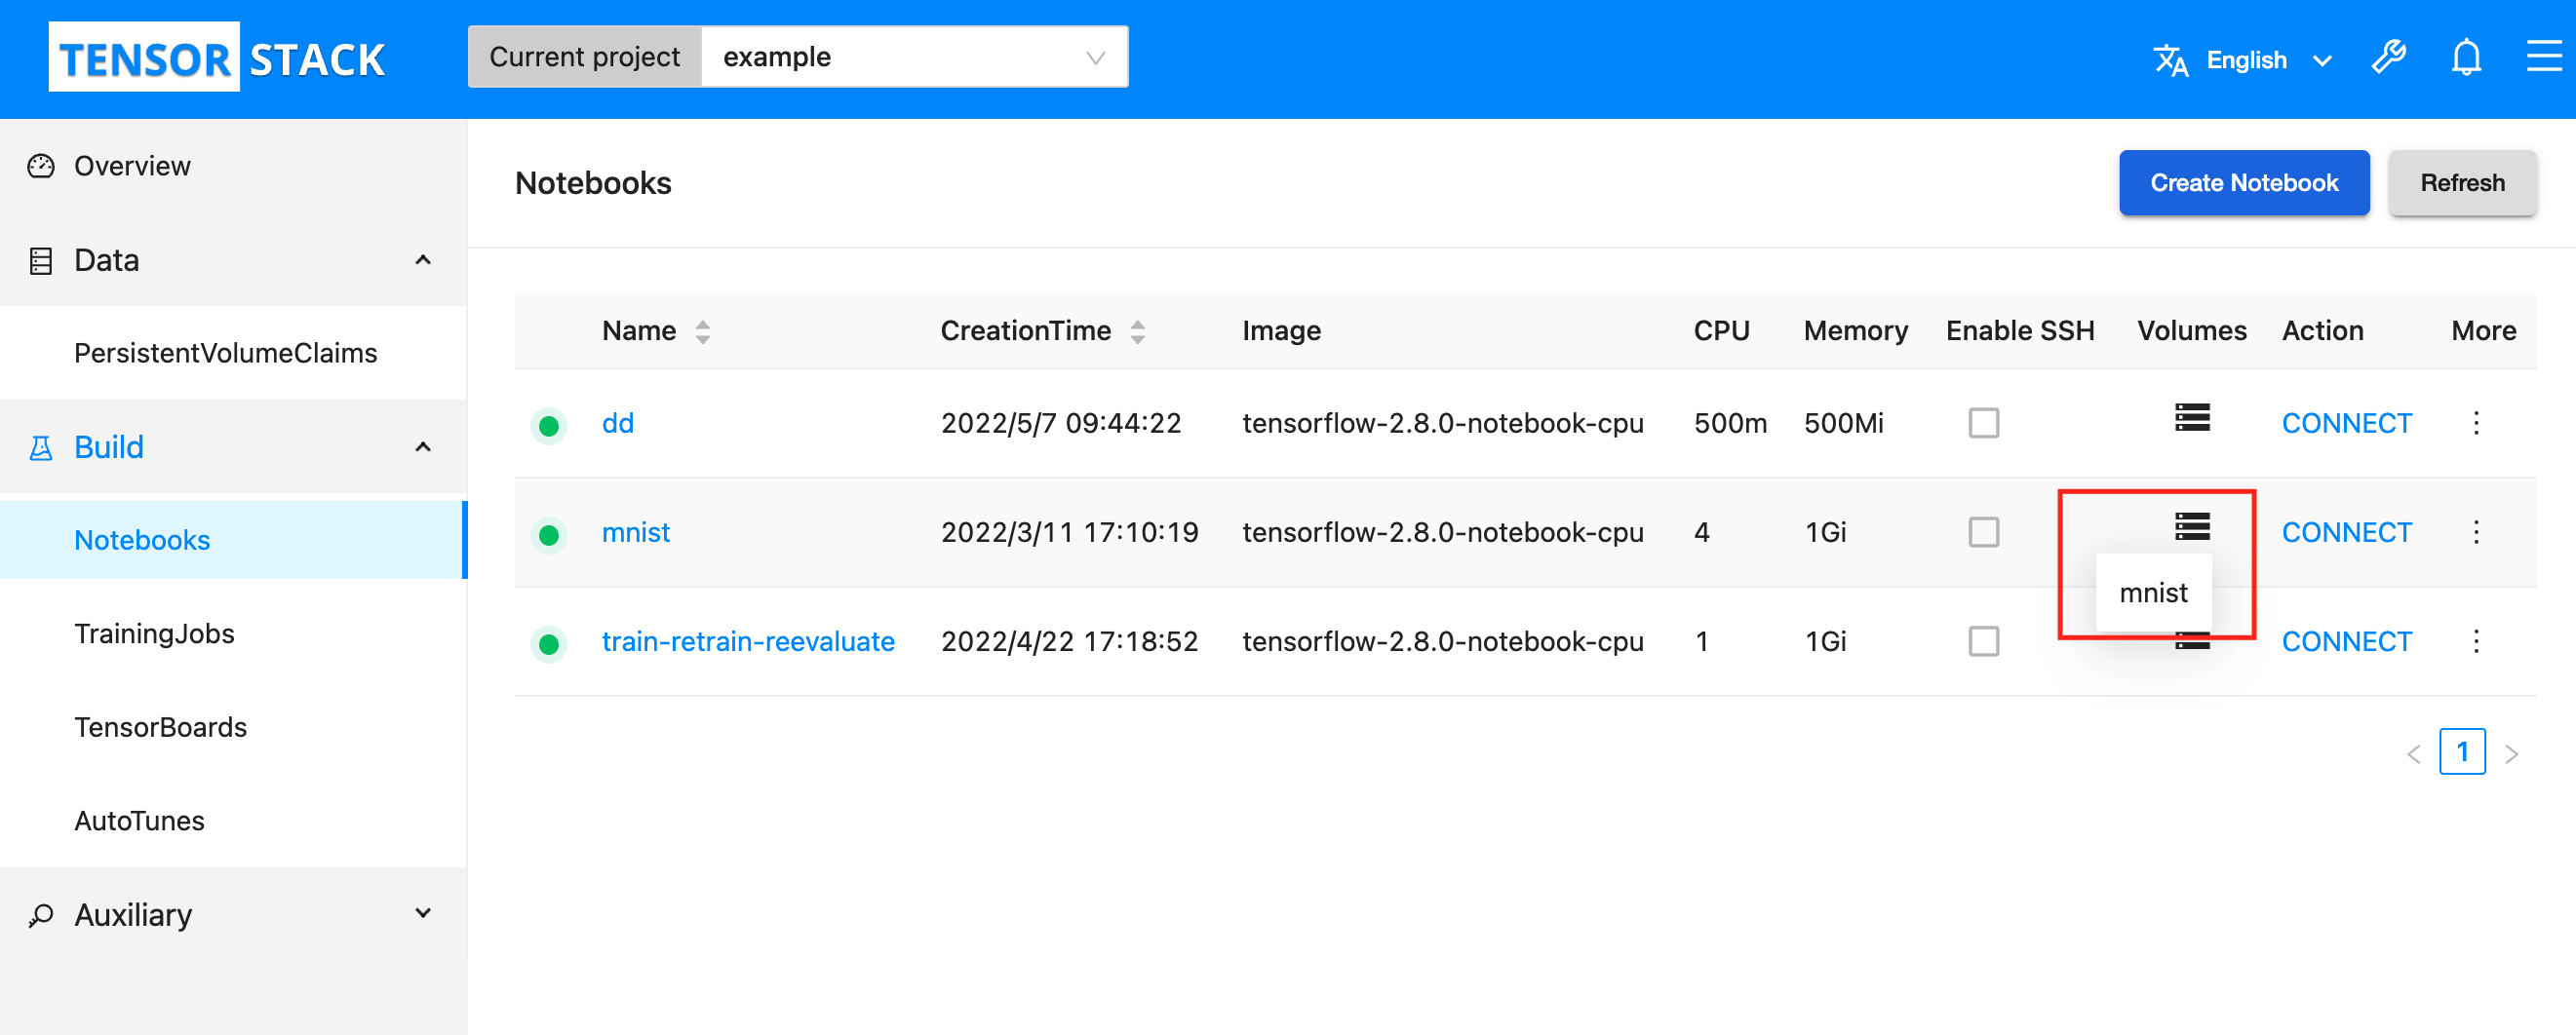 TENSOR STACK
Current project example
English
Overview
Data
PersistentVolumeClaims
Build
Notebooks
TrainingJobs
TensorBoards
AutoTunes
Auxiliary
Notebooks
Create Notebook Refresh
Name CreationTime Image CPU Memory Enable SSH Volumes Action More
dd 2022/5/7 09:44:22 tensorflow-2.8.0-notebook-cpu 500m 500Mi CONNECT
mnist 2022/3/11 17:10:19 tensorflow-2.8.0-notebook-cpu 4 1Gi CONNECT
mnist
train-retrain-reevaluate 2022/4/22 17:18:52 tensorflow-2.8.0-notebook-cpu 1 1Gi CONNECT
1